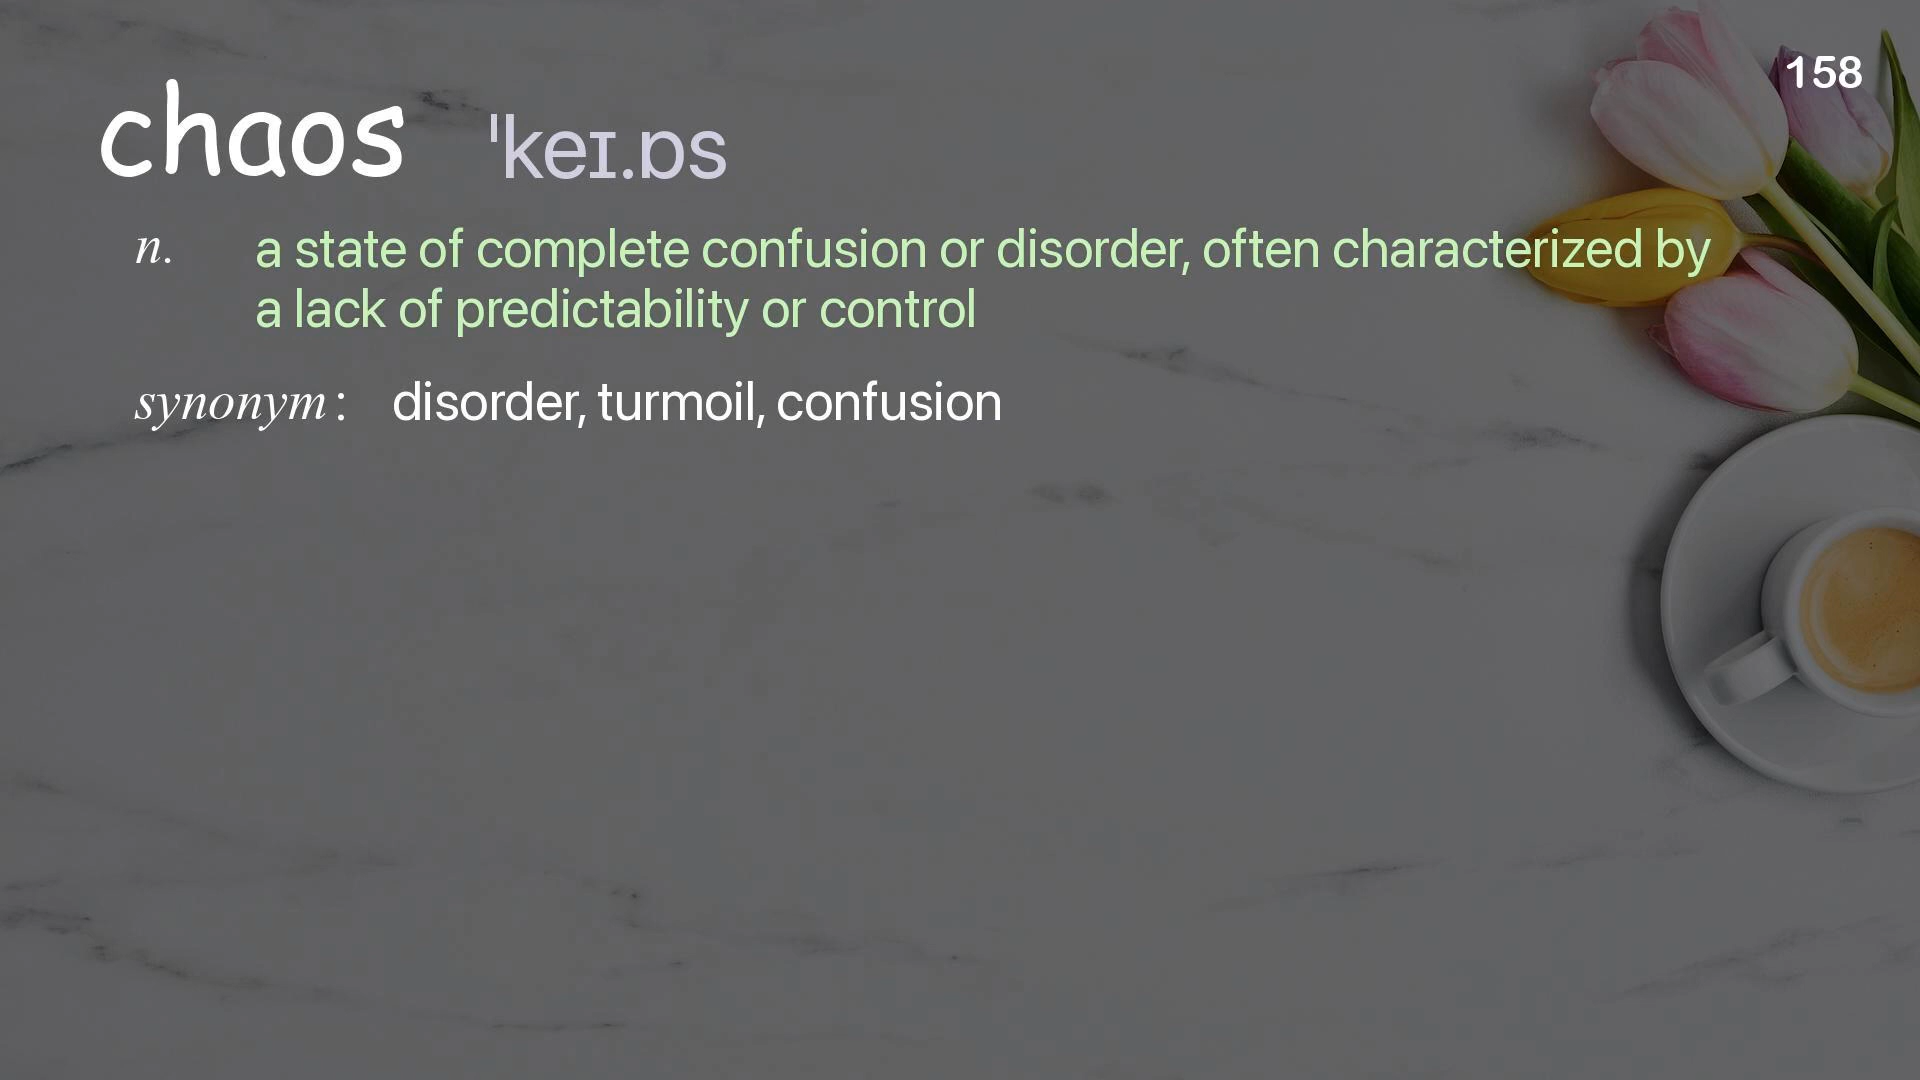 158
chaos ˈkeɪ.ɒs
n. a state of complete confusion or disorder, often characterized by
a lack of predictability or control
synonym: disorder, turmoil, confusion